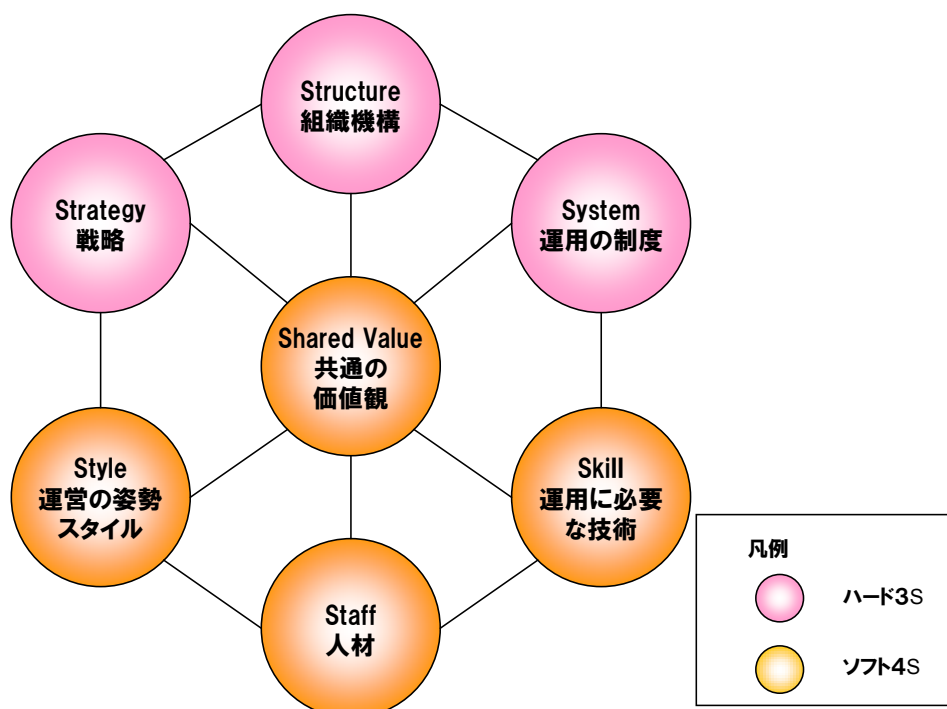 Structure
組織機構
Strategy
戦略
System
運用の制度
Shared Value
共通の
価値観
Style
運営の姿勢
スタイル
Skill
運用に必要
な技術
Staff
人材
凡例
ハード3S
ソフト4S